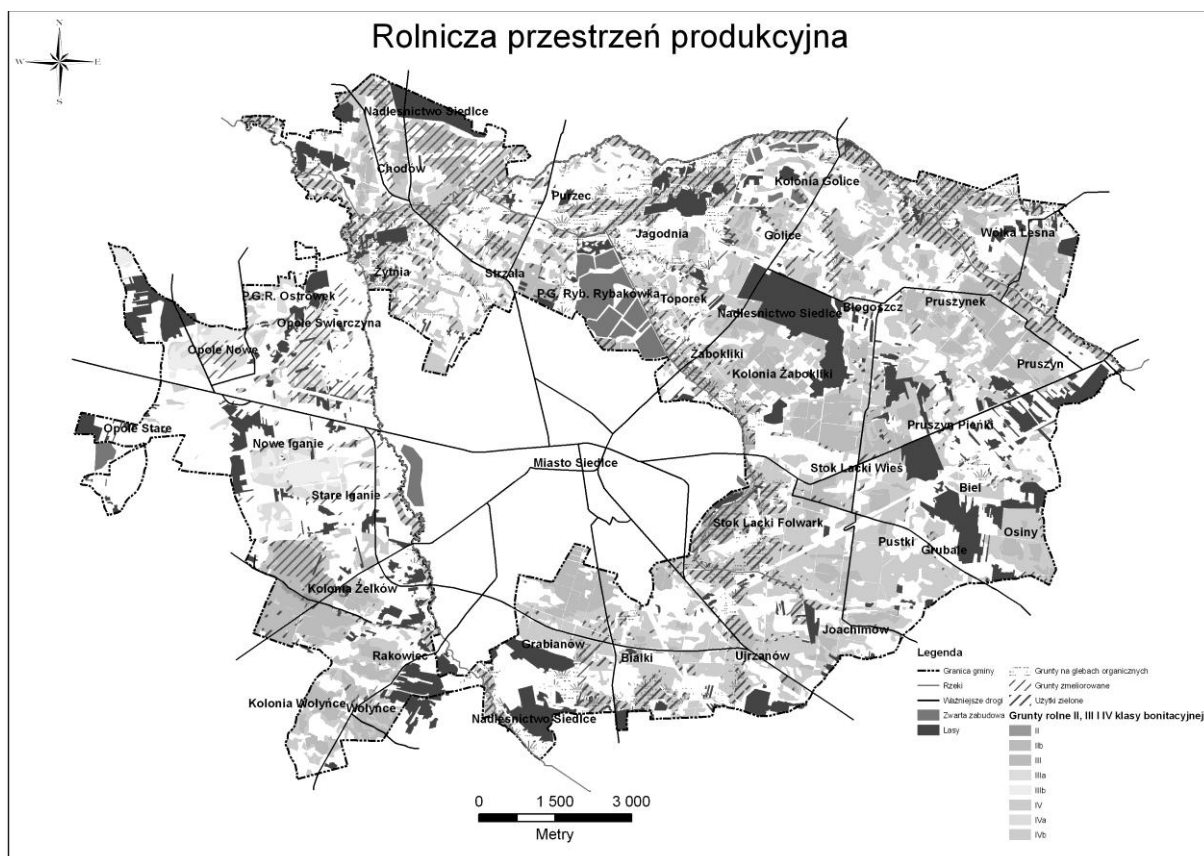 Rolnicza przestrzeń produkcyjna
N
W
E
S
Nadleśnictwo Siedlce
Chodów
Purzec
Kolonia Golice
Jagodnia
Golice
Wólka Leśna
Żytnia
Strzała
P.G. Ryb. Rybakówka
Toporek
P.G.R. Ostrówek
Opole Świerczyna
Nadleśnictwo Siedlce
Błogoszcz
Pruszynek
Opole Nowe
Żabokliki
Kolonia Żabokliki
Pruszyn
Opole Stare
Nowe Iganie
Pruszyn Pieńki
Miasto Siedlce
Stok Lacki Wieś
Stare Iganie
Biel
Stok Lacki Folwark
Osiny
Pustki
Grubale
Kolonia Żelków
Joachimów
Grabianów
Białki
Ujrzanów
Rakowiec
Kolonia Wołyńce
Wołyńce
Nadleśnictwo Siedlce
Legenda
Granica gminy
Rzeki
Ważniejsze drogi
Zwarta zabudowa
Lasy
Grunty na glebach organicznych
Grunty zmeliorowane
Użytki zielone
Grunty rolne II, III I IV klasy bonitacyjnej
II
IIb
III
IIIa
IIIb
IV
IVa
IVb
0 1 500 3 000
Metry